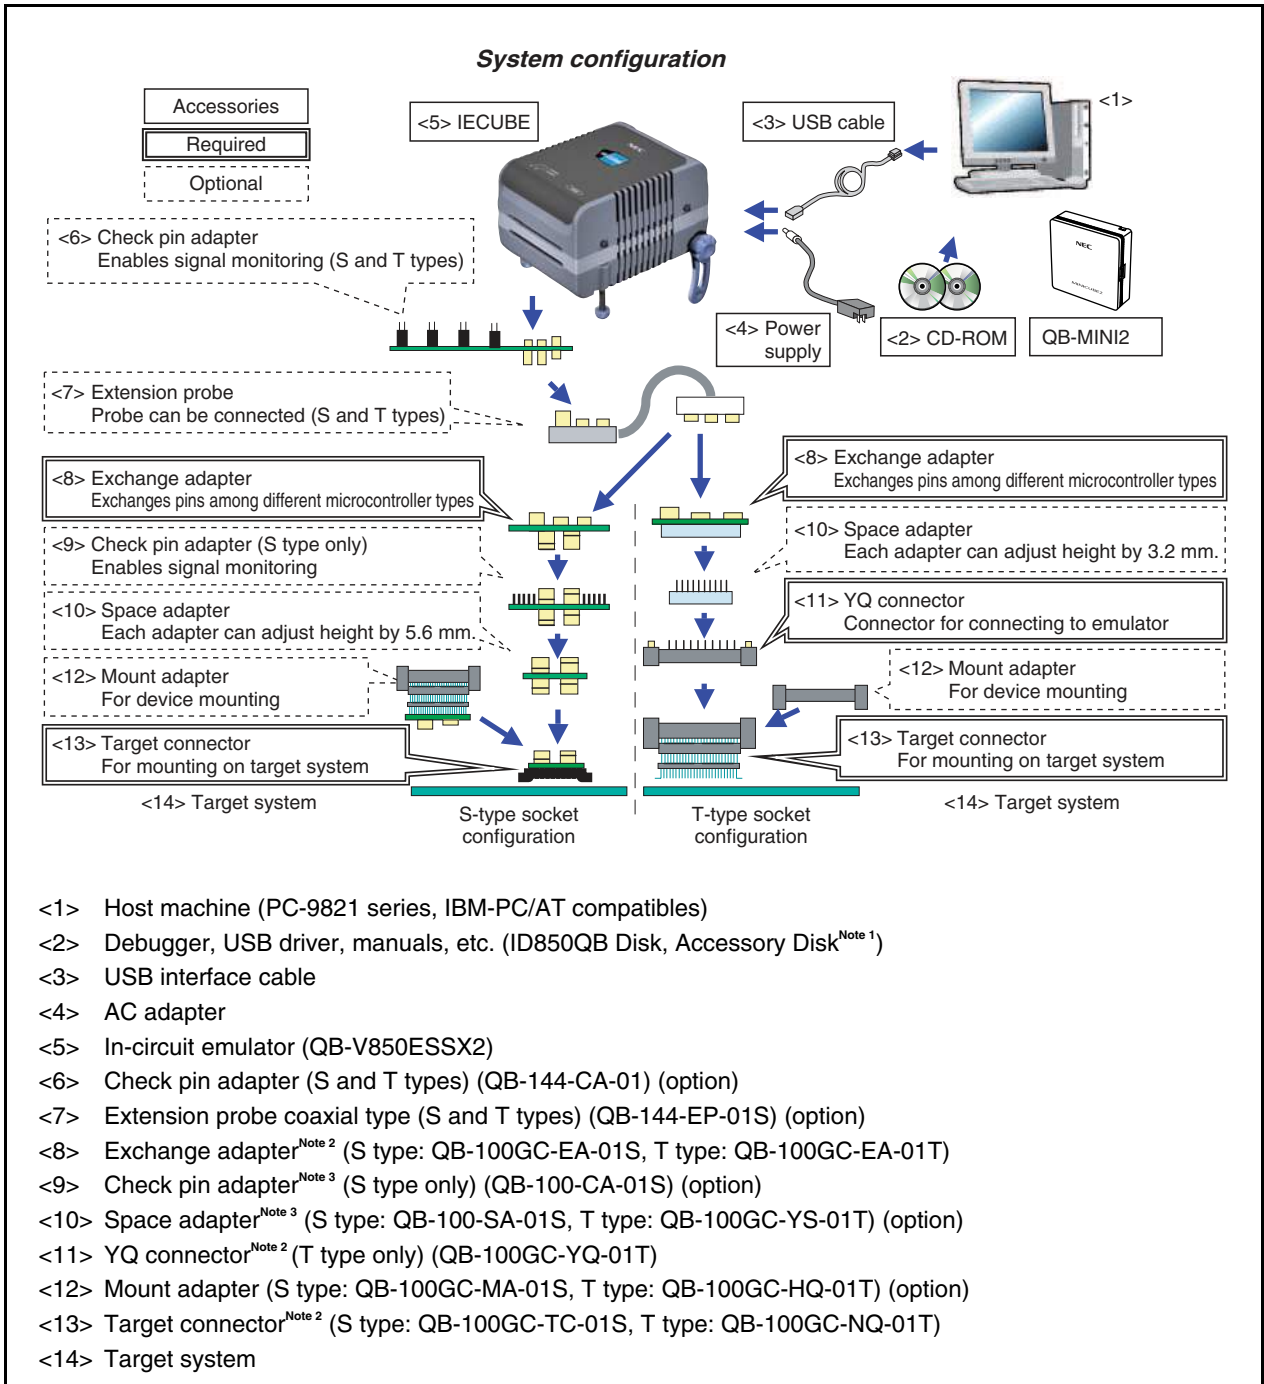 System configuration
Accessories
Required
Optional
<5> IECUBE
<3> USB cable
<1>
NEC
<6> Check pin adapter
Enables signal monitoring (S and T types)
NEC
MINICUBE2
<4> Power
supply
<2> CD-ROM
QB-MINI2
<7> Extension probe
Probe can be connected (S and T types)
<8> Exchange adapter
Exchanges pins among different microcontroller types
<8> Exchange adapter
Exchanges pins among different microcontroller types
<9> Check pin adapter (S type only)
Enables signal monitoring
<10> Space adapter
Each adapter can adjust height by 3.2 mm.
<10> Space adapter
Each adapter can adjust height by 5.6 mm.
<11> YQ connector
Connector for connecting to emulator
<12> Mount adapter
For device mounting
<12> Mount adapter
For device mounting
<13> Target connector
For mounting on target system
<13> Target connector
For mounting on target system
<14> Target system
S-type socket
configuration
T-type socket
configuration
<14> Target system
<1> Host machine (PC-9821 series, IBM-PC/AT compatibles)
<2> Debugger, USB driver, manuals, etc. (ID850QB Disk, Accessory Disk Note 1)
<3> USB interface cable
<4> AC adapter
<5> In-circuit emulator (QB-V850ESSX2)
<6> Check pin adapter (S and T types) (QB-144-CA-01) (option)
<7> Extension probe coaxial type (S and T types) (QB-144-EP-01S) (option)
<8> Exchange adapter Note 2 (S type: QB-100GC-EA-01S, T type: QB-100GC-EA-01T)
<9> Check pin adapter Note 3 (S type only) (QB-100-CA-01S) (option)
<10> Space adapter Note 3 (S type: QB-100-SA-01S, T type: QB-100GC-YS-01T) (option)
<11> YQ connector Note 2 (T type only) (QB-100GC-YQ-01T)
<12> Mount adapter (S type: QB-100GC-MA-01S, T type: QB-100GC-HQ-01T) (option)
<13> Target connector Note 2 (S type: QB-100GC-TC-01S, T type: QB-100GC-NQ-01T)
<14> Target system